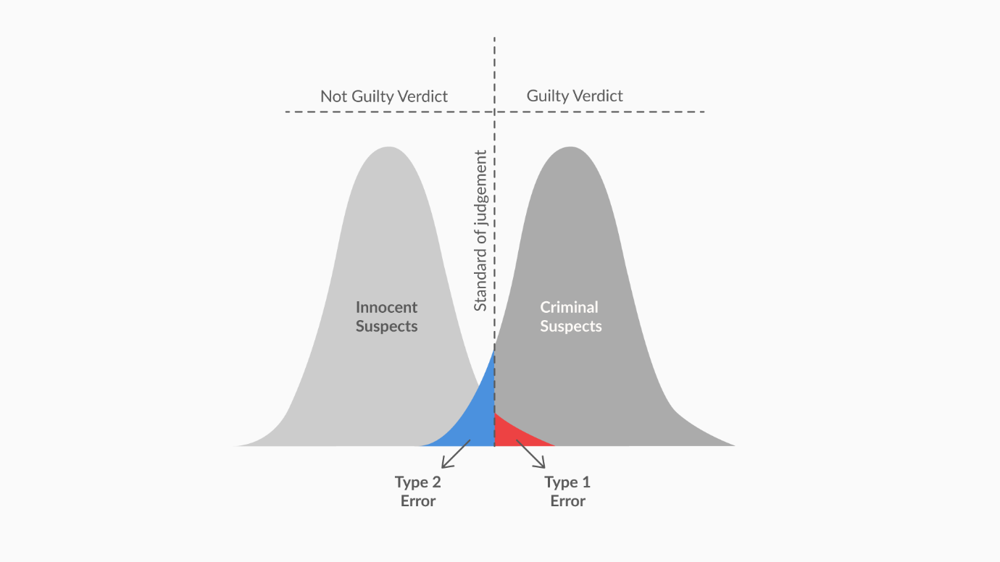 Not Guilty Verdict
Guilty Verdict
Standard of judgement
Innocent
Suspects
Criminal
Suspects
Type 2
Error
Type 1
Error